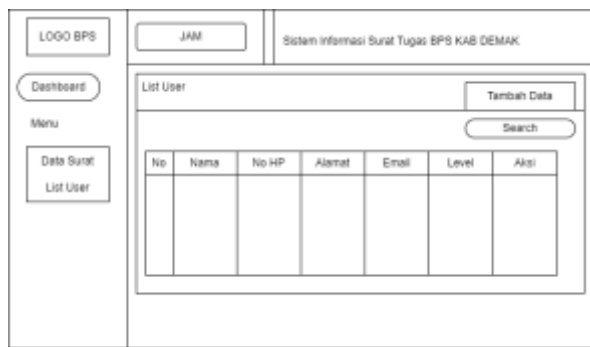 LOGO BPS
JAM
Sistem Informasi Surat Tugas BPS KAB DEMAK
Dashboard
Menu
Data Surat
List User
List User
Tambah Data
Search
No Nama No HP Alamat Email Level Aksi